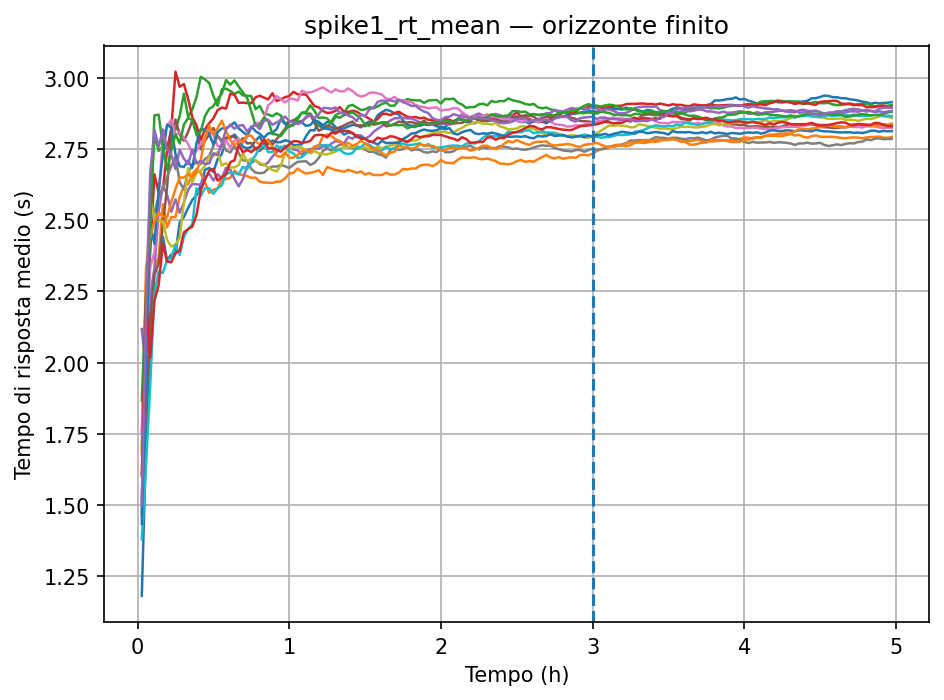 spike1_rt_mean — orizzonte finito
Tempo di risposta medio (s)
3.00
2.75
2.50
2.25
2.00
1.75
1.50
1.25
0 1 2 3 4 5
Tempo (h)